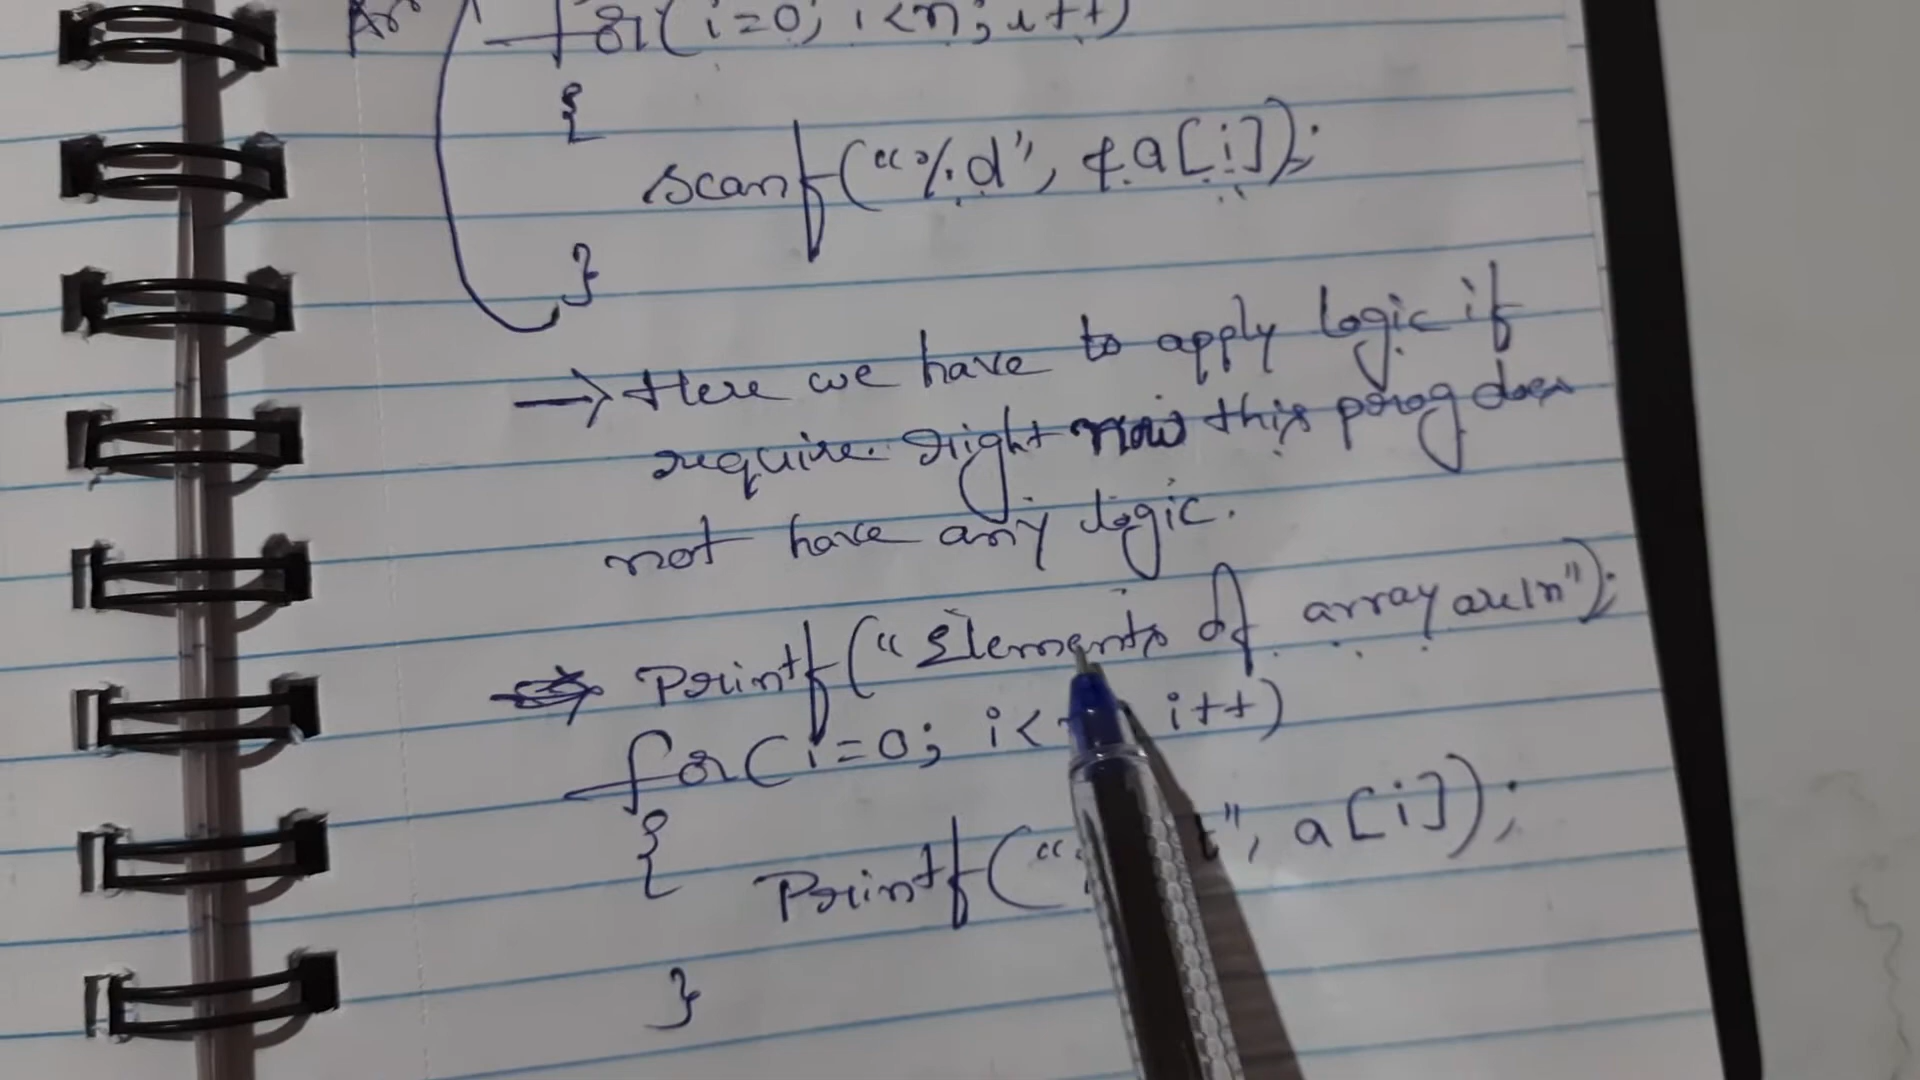 for(i=0; i<n; i++)
{
scanf("%d", &a[i]);
}
→ Here we have to apply logic if
require. right now this prog does
not have any logic.
Printf("Elements of array are\n");
for(i=0; i< i++)
{
Printf(" ", a[i]);
}